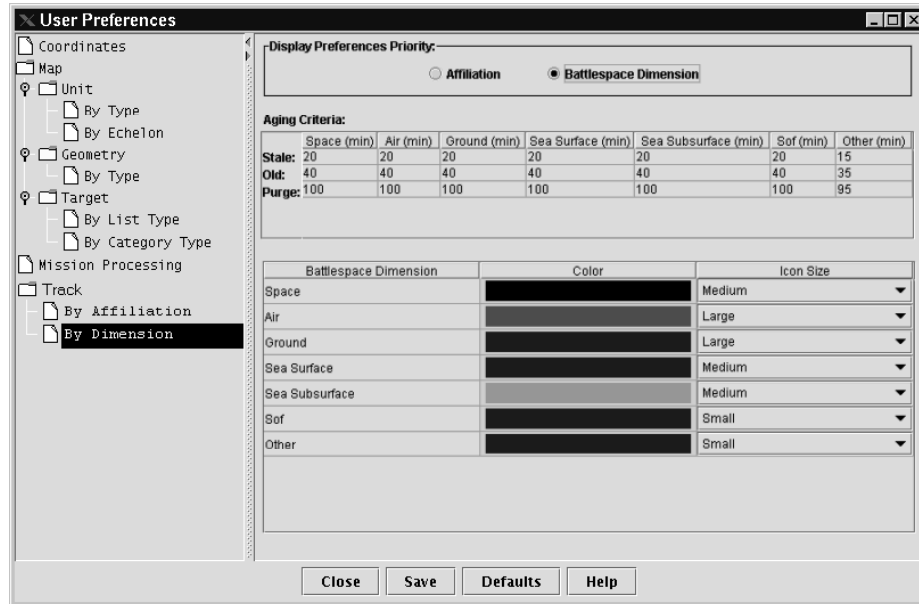 User Preferences
Coordinates
Map
Unit
By Type
By Echelon
Geometry
By Type
Target
By List Type
By Category Type
Mission Processing
Track
By Affiliation
By Dimension
Display Preferences Priority:
Affiliation Battlespace Dimension
Aging Criteria:
Space (min) Air (min) Ground (min) Sea Surface (min) Sea Subsurface (min) Sof (min) Other (min)
Stale: 20 20 20 20 20 20 15
Old: 40 40 40 40 40 40 35
Purge: 100 100 100 100 100 100 95
Battlespace Dimension Color Icon Size
Space Medium
Air Large
Ground Large
Sea Surface Medium
Sea Subsurface Medium
Sof Small
Other Small
Close Save Defaults Help